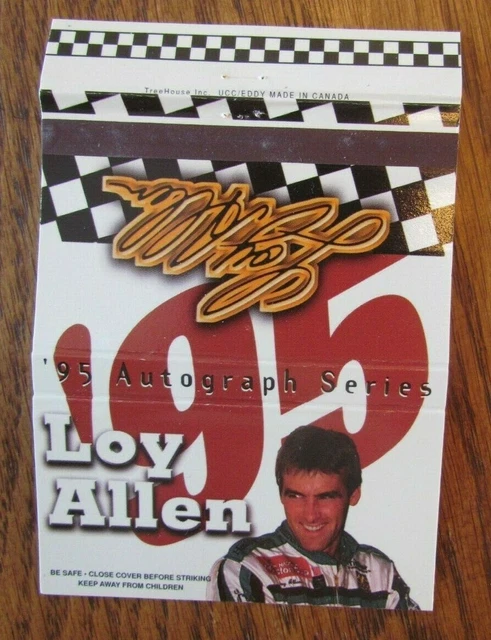 TreeHouse Inc. UCC/EDDY MADE IN CANADA
'95
'95 Autograph Series
Loy
Allen
BE SAFE - CLOSE COVER BEFORE STRIKING
KEEP AWAY FROM CHILDREN